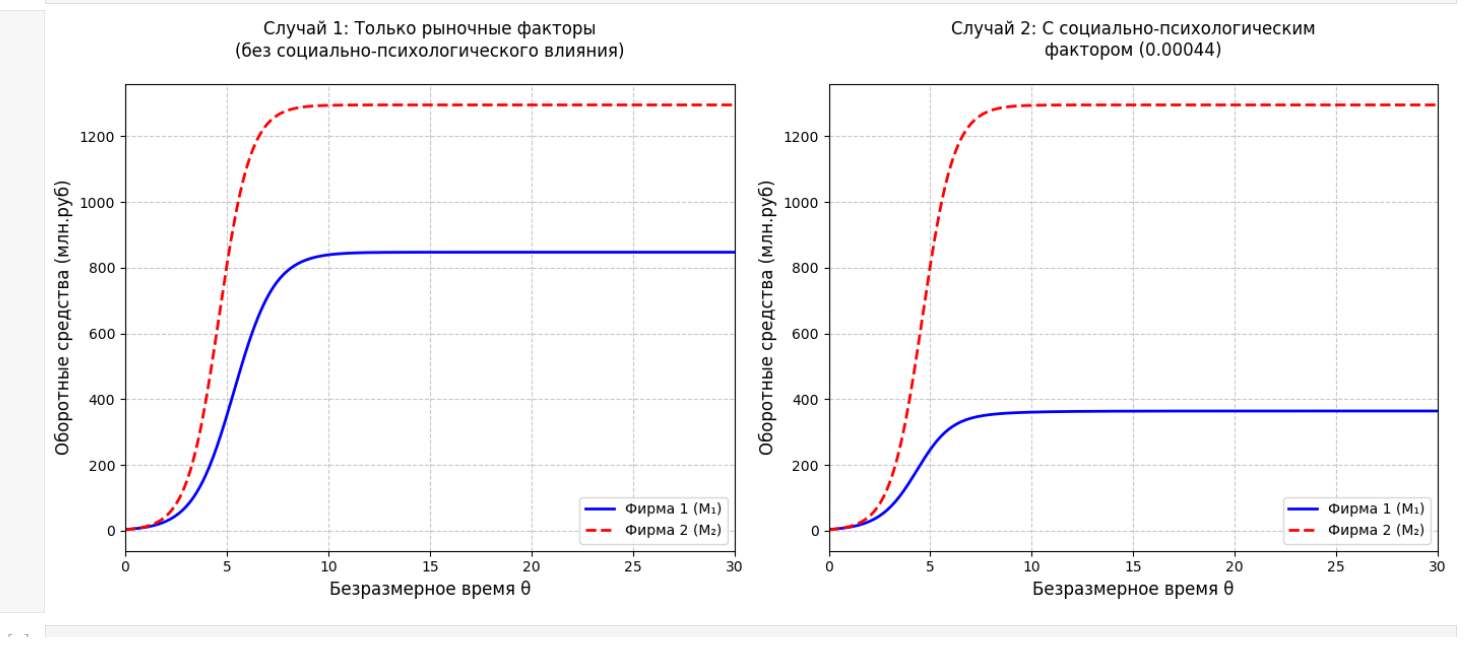 Случай 1: Только рыночные факторы
(без социально-психологического влияния)
Оборотные средства (млн.руб)
1200
1000
800
600
400
200
0
0 5 10 15 20 25 30
Безразмерное время θ
Фирма 1 (M₁)
Фирма 2 (M₂)
Случай 2: С социально-психологическим
фактором (0.00044)
Оборотные средства (млн.руб)
1200
1000
800
600
400
200
0
0 5 10 15 20 25 30
Безразмерное время θ
Фирма 1 (M₁)
Фирма 2 (M₂)